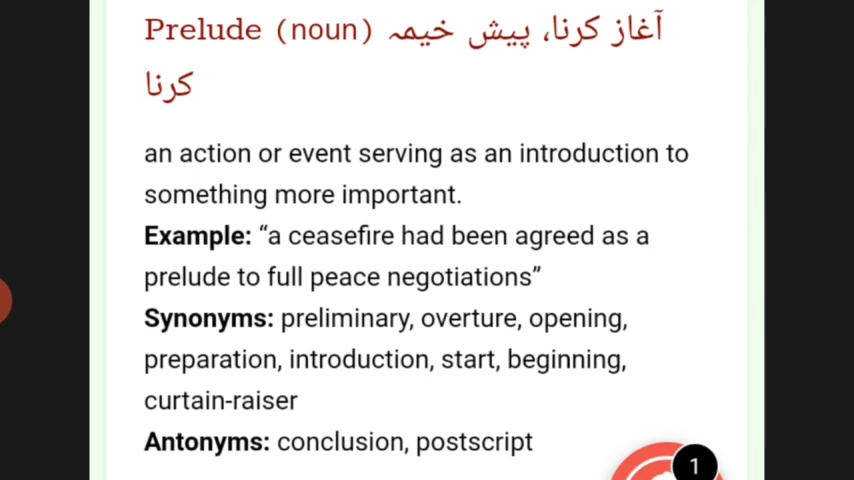 Prelude (noun) آغاز کرنا، پیش خیمہ
کرنا
an action or event serving as an introduction to
something more important.
Example: “a ceasefire had been agreed as a
prelude to full peace negotiations”
Synonyms: preliminary, overture, opening,
preparation, introduction, start, beginning,
curtain-raiser
Antonyms: conclusion, postscript
1